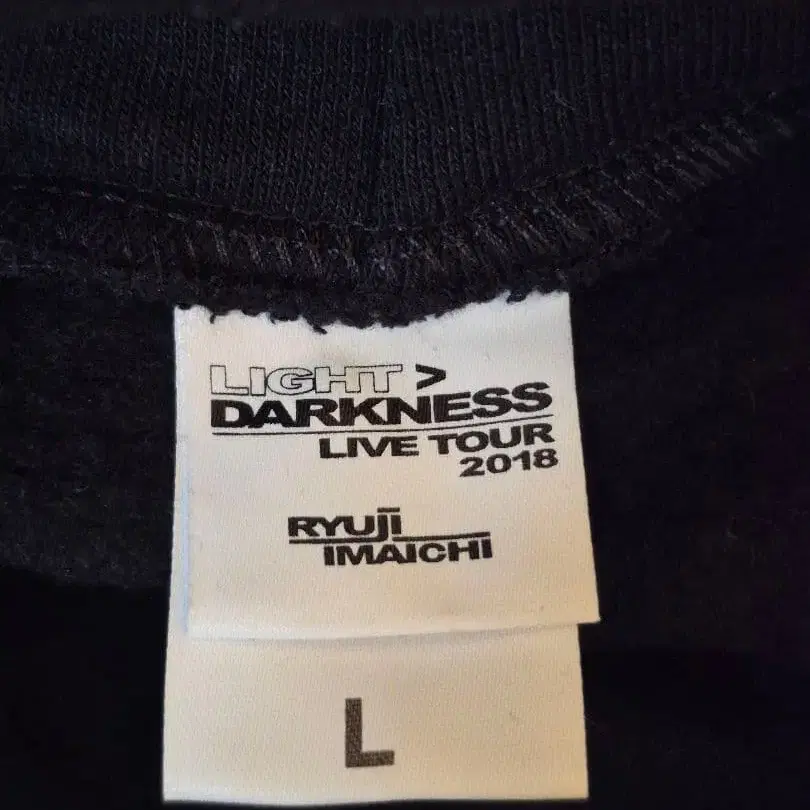 LIGHT >
DARKNESS
LIVE TOUR
2018
RYUJI
IMAICHI
L